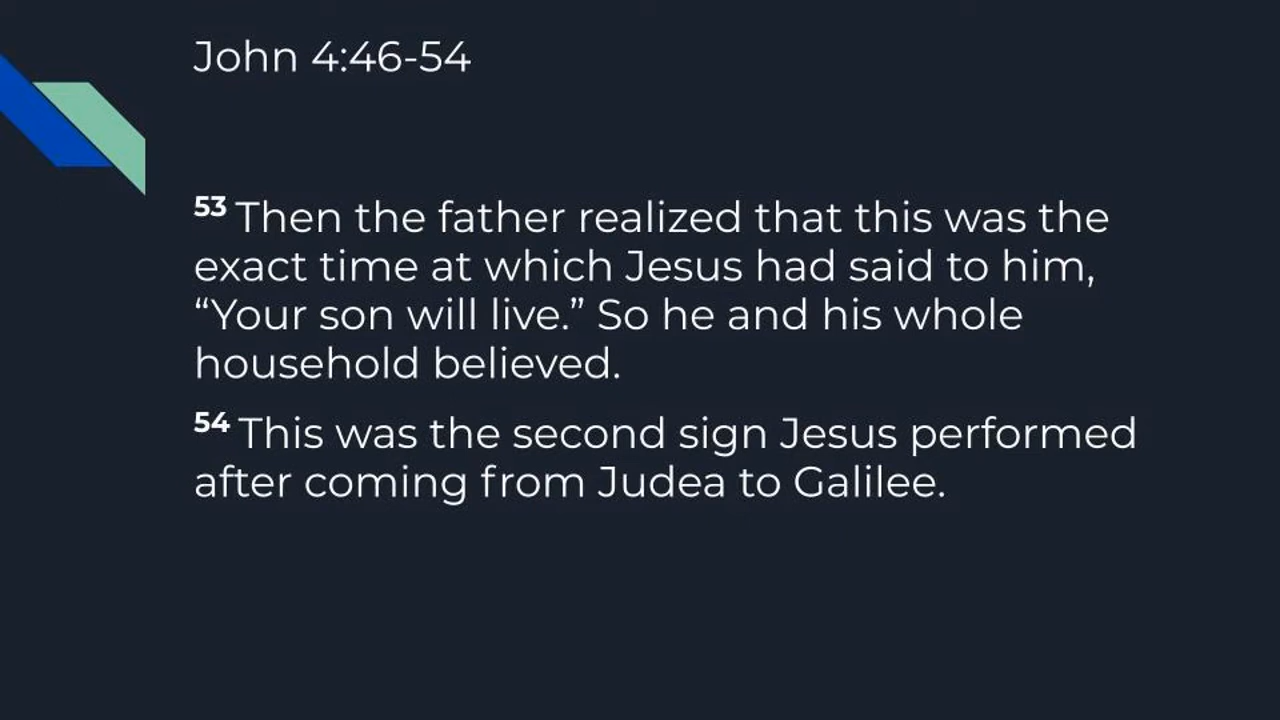 John 4:46-54
53 Then the father realized that this was the
exact time at which Jesus had said to him,
“Your son will live.” So he and his whole
household believed.
54 This was the second sign Jesus performed
after coming from Judea to Galilee.